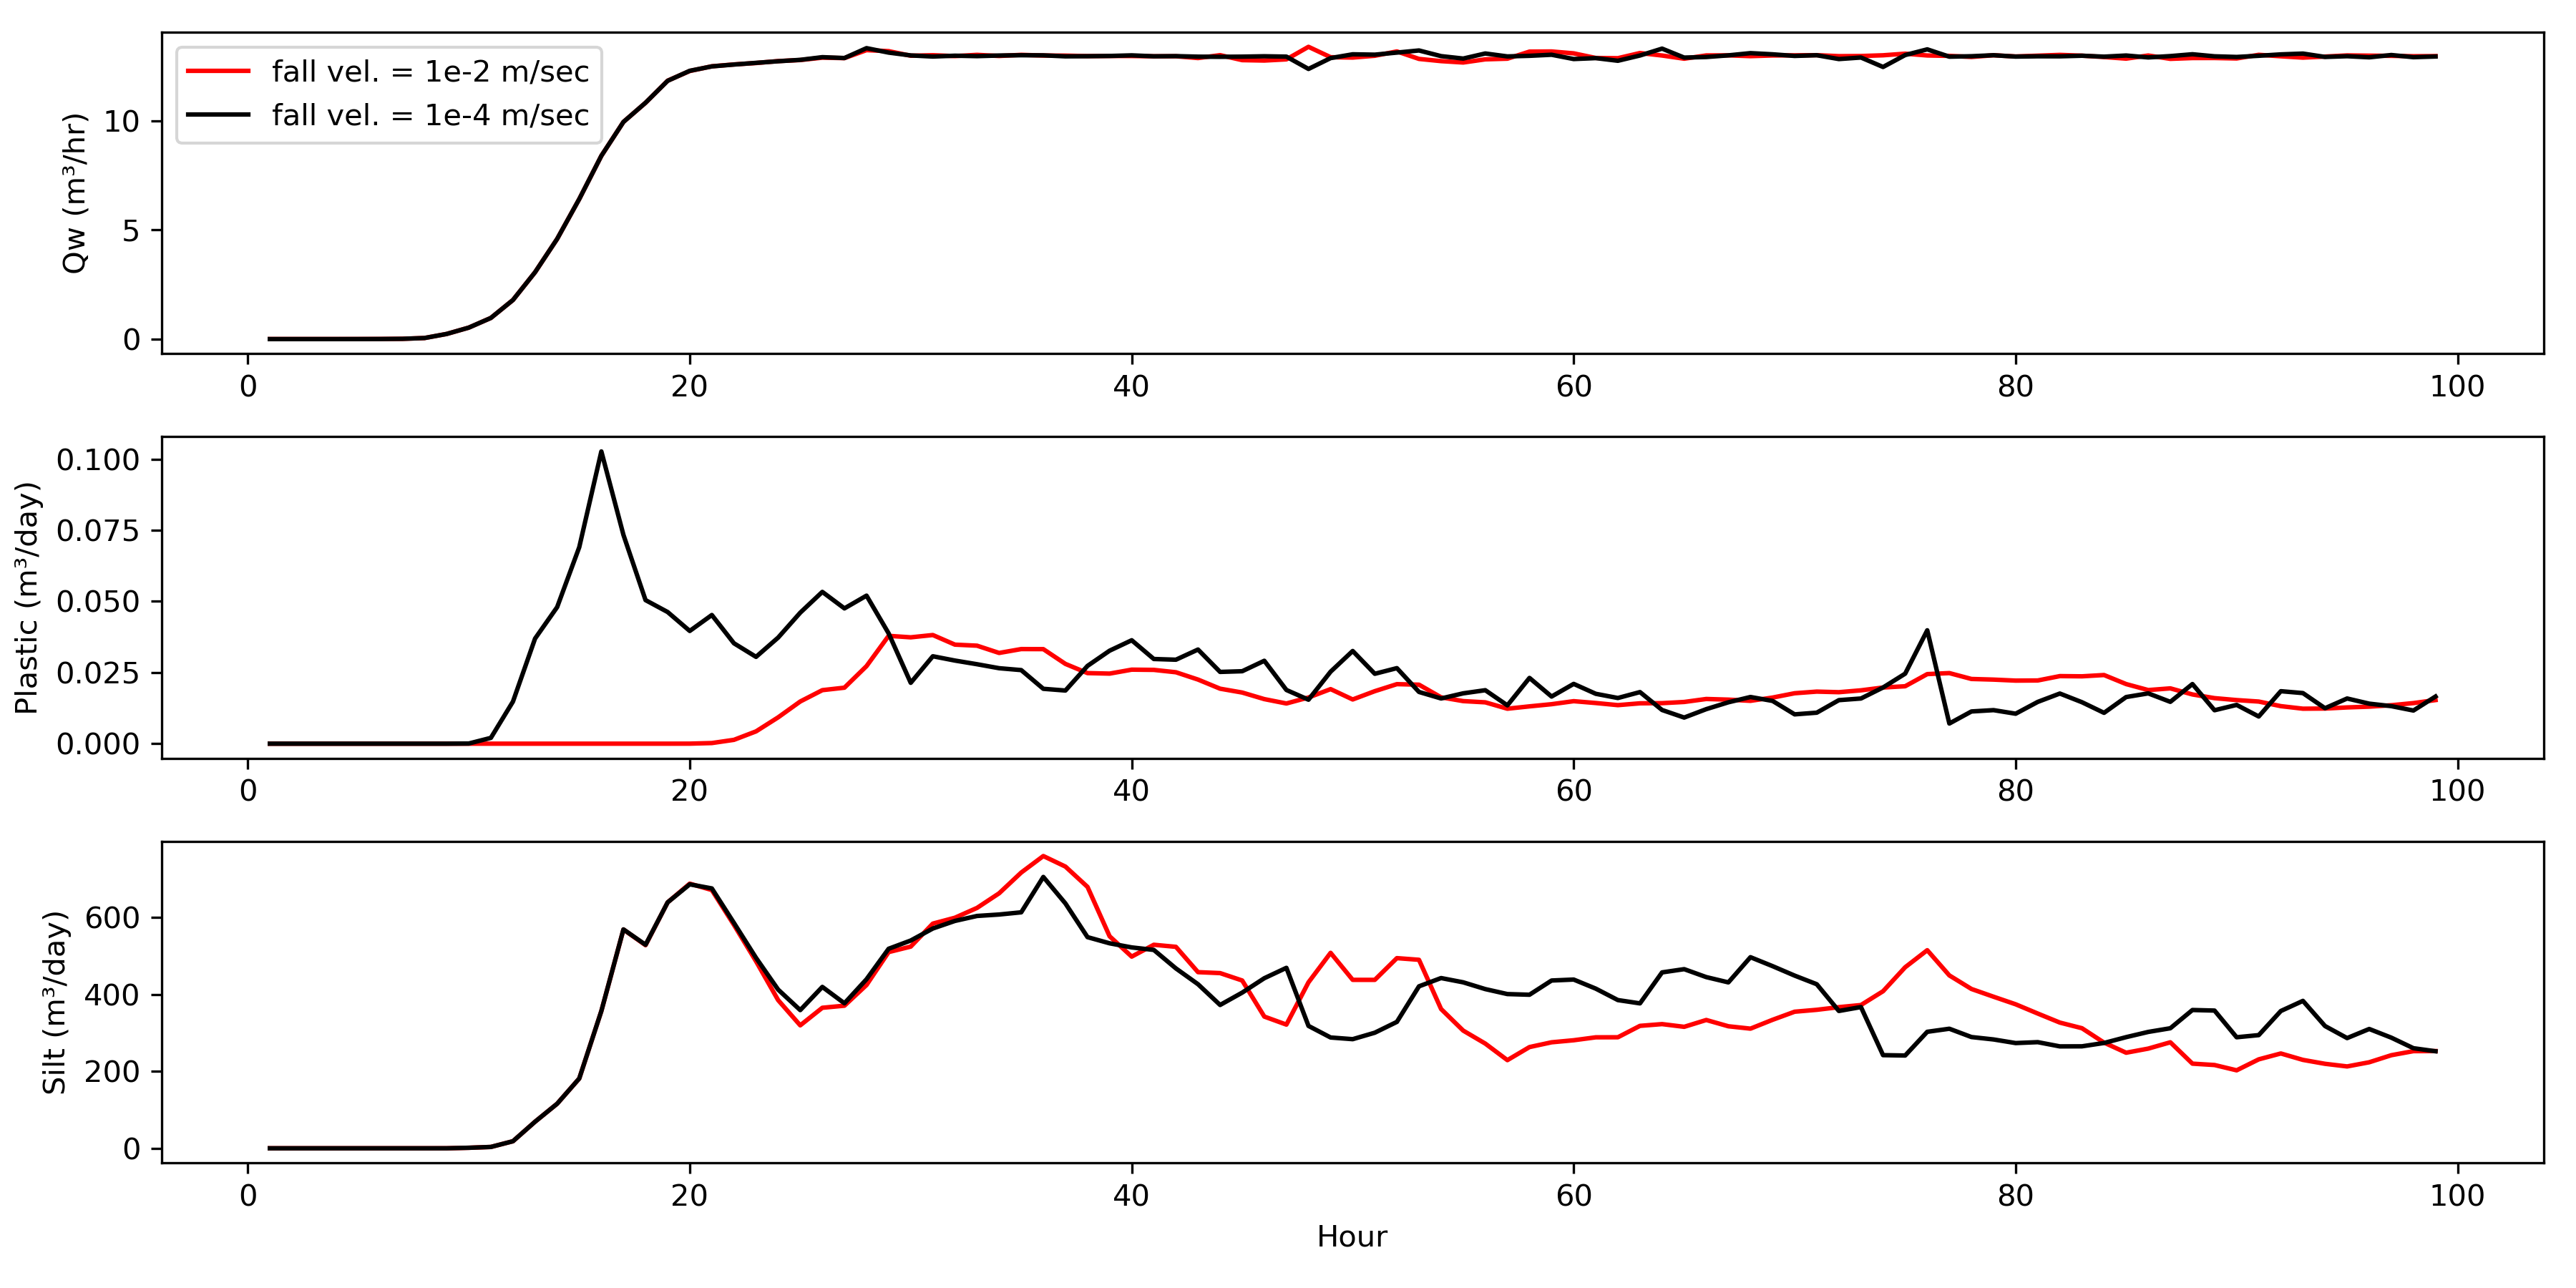 fall vel. = 1e-2 m/sec
fall vel. = 1e-4 m/sec
Qw (m³/hr)
10
5
0
0 20 40 60 80 100
Plastic (m³/day)
0.100
0.075
0.050
0.025
0.000
0 20 40 60 80 100
Silt (m³/day)
600
400
200
0
0 20 40 60 80 100
Hour